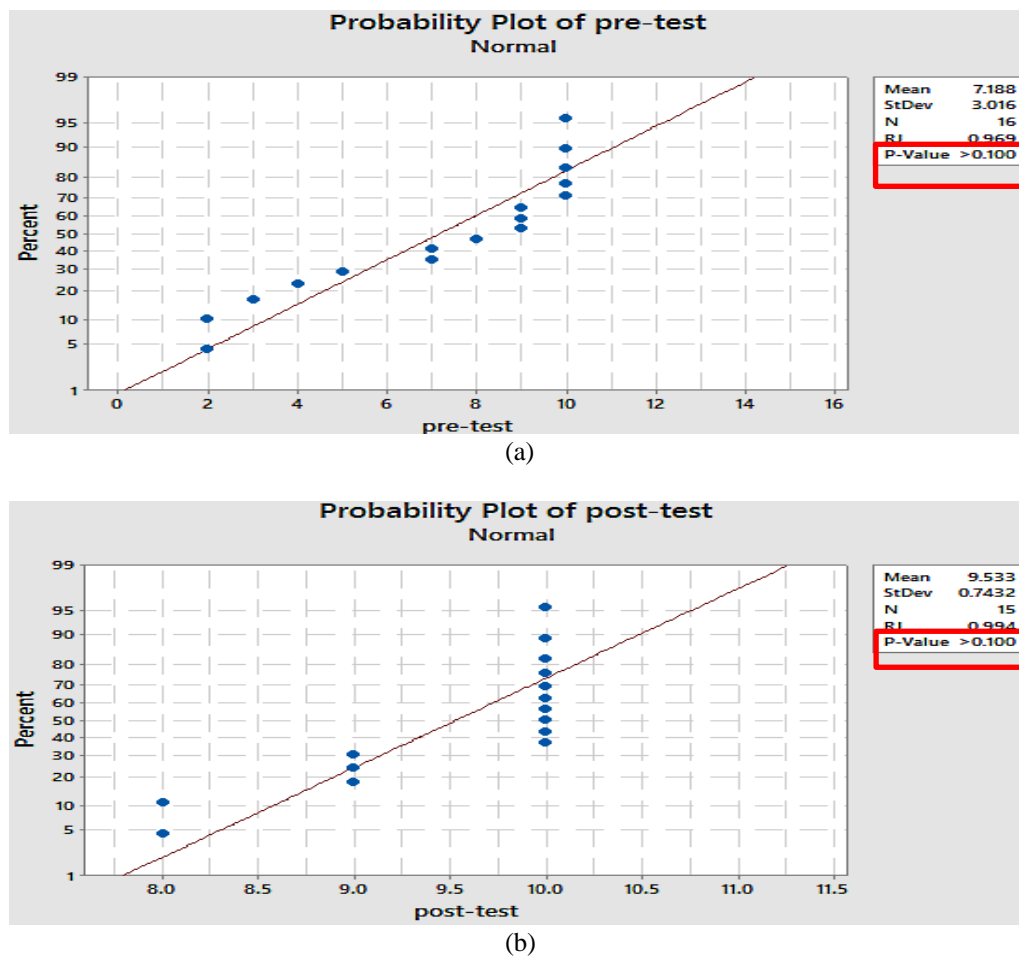 Probability Plot of pre-test
Normal
99
95
90
80
70
60
50
40
30
20
10
5
1
Percent
0 2 4 6 8 10 12 14 16
pre-test
Mean 7.188
StDev 3.016
N 16
RJ 0.969
P-Value >0.100
(a)
Probability Plot of post-test
Normal
99
95
90
80
70
60
50
40
30
20
10
5
1
Percent
8.0 8.5 9.0 9.5 10.0 10.5 11.0 11.5
post-test
Mean 9.533
StDev 0.7432
N 15
RJ 0.994
P-Value >0.100
(b)